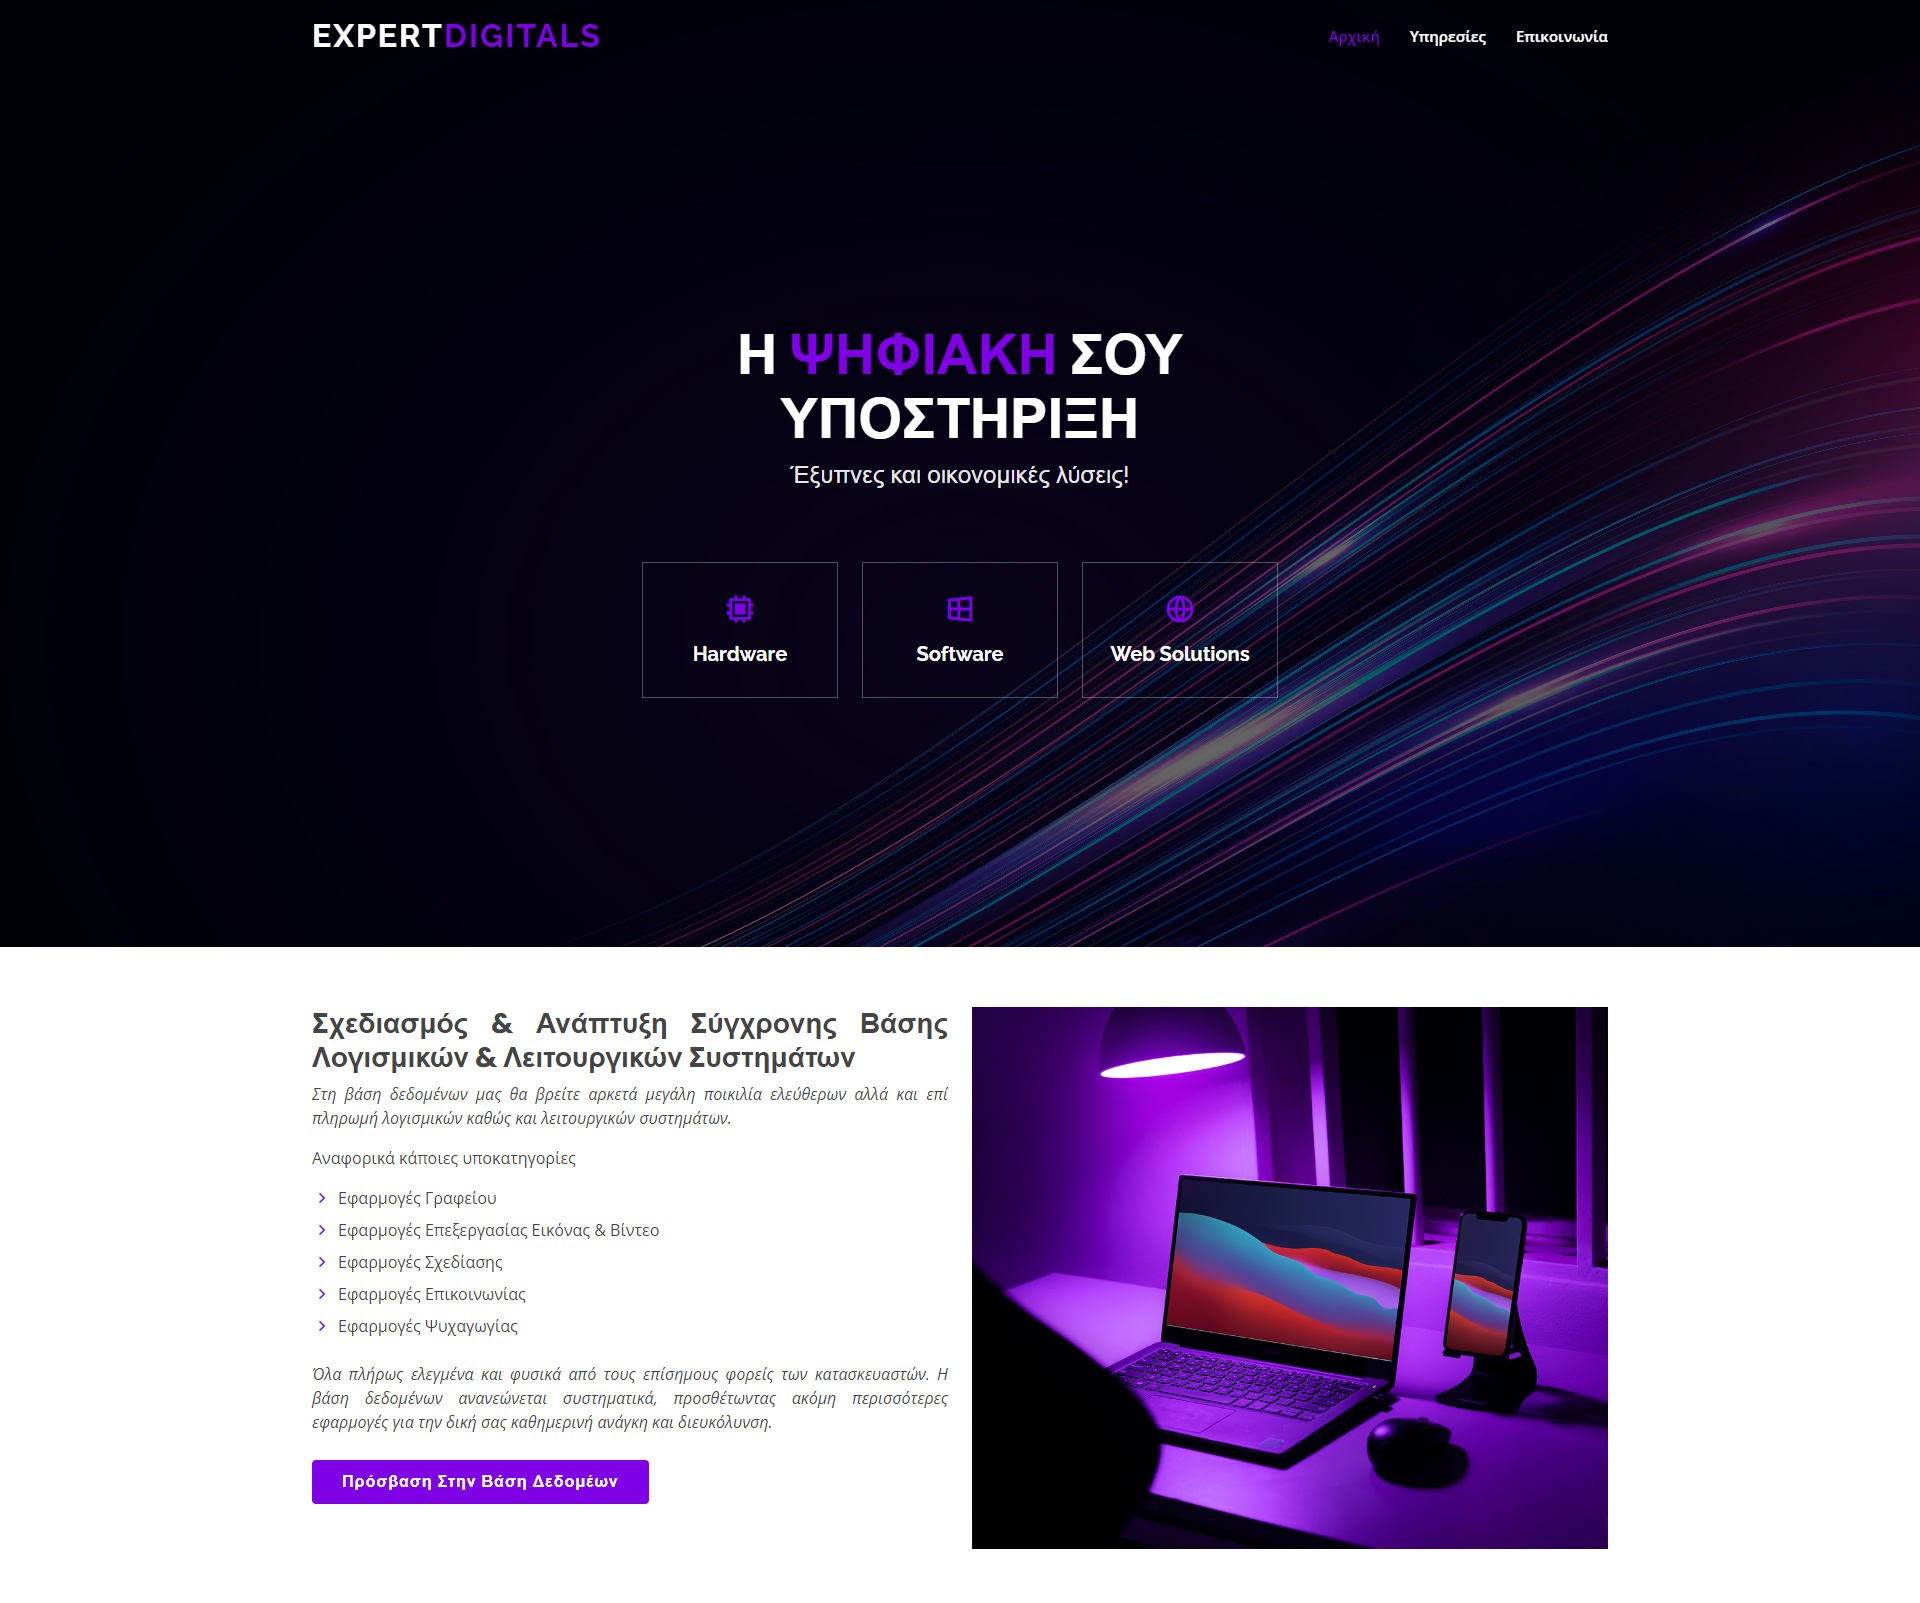 EXPERTDIGITALS
Αρχική
Υπηρεσίες
Επικοινωνία
Η ΨΗΦΙΑΚΗ ΣΟΥ
ΥΠΟΣΤΗΡΙΞΗ
Έξυπνες και οικονομικές λύσεις!
Hardware
Software
Web Solutions
Σχεδιασμός & Ανάπτυξη Σύγχρονης Βάσης
Λογισμικών & Λειτουργικών Συστημάτων
Στη βάση δεδομένων μας θα βρείτε αρκετά μεγάλη ποικιλία ελεύθερων αλλά και επί
πληρωμή λογισμικών καθώς και λειτουργικών συστημάτων.
Αναφορικά κάποιες υποκατηγορίες
Εφαρμογές Γραφείου
Εφαρμογές Επεξεργασίας Εικόνας & Βίντεο
Εφαρμογές Σχεδίασης
Εφαρμογές Επικοινωνίας
Εφαρμογές Ψυχαγωγίας
Όλα πλήρως ελεγμένα και φυσικά από τους επίσημους φορείς των κατασκευαστών. Η
βάση δεδομένων ανανεώνεται συστηματικά, προσθέτωντας ακόμη περισσότερες
εφαρμογές για την δική σας καθημερινή ανάγκη και διευκόλυνση.
Πρόσβαση Στην Βάση Δεδομέων